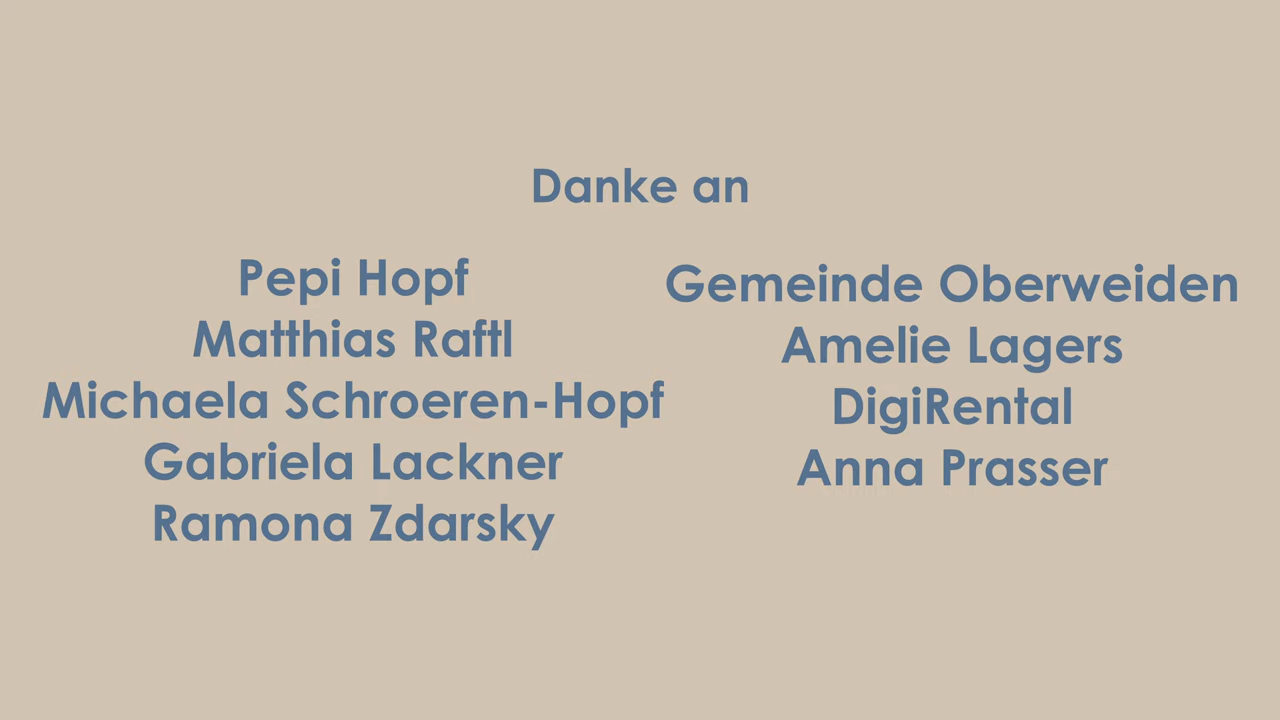 Danke an
Pepi Hopf
Matthias Raftl
Michaela Schroeren-Hopf
Gabriela Lackner
Ramona Zdarsky
Gemeinde Oberweiden
Amelie Lagers
DigiRental
Anna Prasser